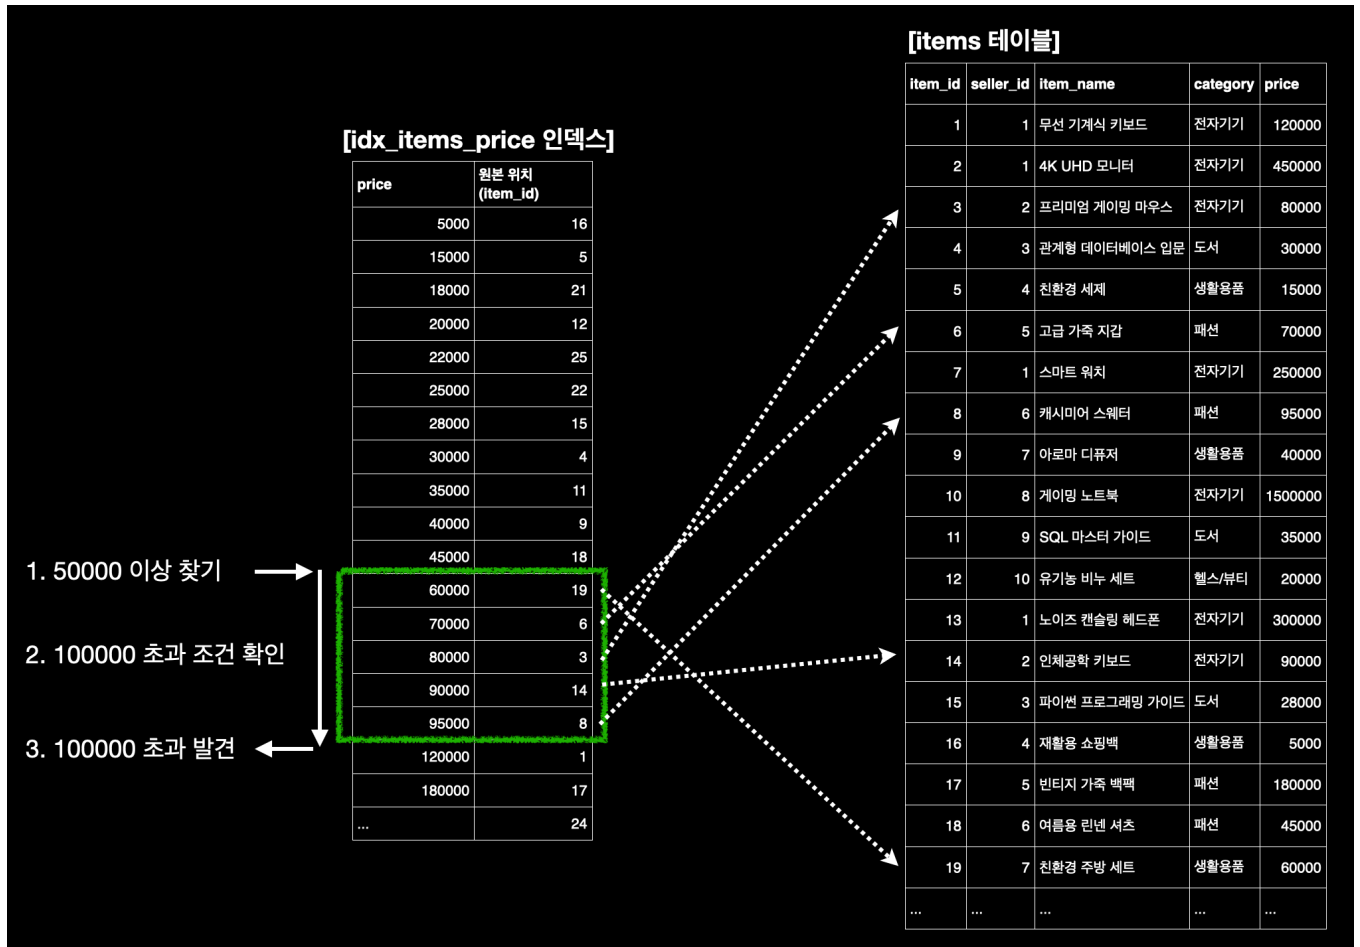 [items 테이블]
item_id seller_id item_name category price
1 1 무선 기계식 키보드 전자기기 120000
2 1 4K UHD 모니터 전자기기 450000
3 2 프리미엄 게이밍 마우스 전자기기 80000
4 3 관계형 데이터베이스 입문 도서 30000
5 4 친환경 세제 생활용품 15000
6 5 고급 가죽 지갑 패션 70000
7 1 스마트 워치 전자기기 250000
8 6 캐시미어 스웨터 패션 95000
9 7 아로마 디퓨저 생활용품 40000
10 8 게이밍 노트북 전자기기 1500000
11 9 SQL 마스터 가이드 도서 35000
12 10 유기농 비누 세트 헬스/뷰티 20000
13 1 노이즈 캔슬링 헤드폰 전자기기 300000
14 2 인체공학 키보드 전자기기 90000
15 3 파이썬 프로그래밍 가이드 도서 28000
16 4 재활용 쇼핑백 생활용품 5000
17 5 빈티지 가죽 백팩 패션 180000
18 6 여름용 린넨 셔츠 패션 45000
19 7 친환경 주방 세트 생활용품 60000
... ... ... ... ...
[idx_items_price 인덱스]
price 원본 위치
(item_id)
5000 16
15000 5
18000 21
20000 12
22000 25
25000 22
28000 15
30000 4
35000 11
40000 9
45000 18
60000 19
70000 6
80000 3
90000 14
95000 8
120000 1
180000 17
... 24
1. 50000 이상 찾기
2. 100000 초과 조건 확인
3. 100000 초과 발견